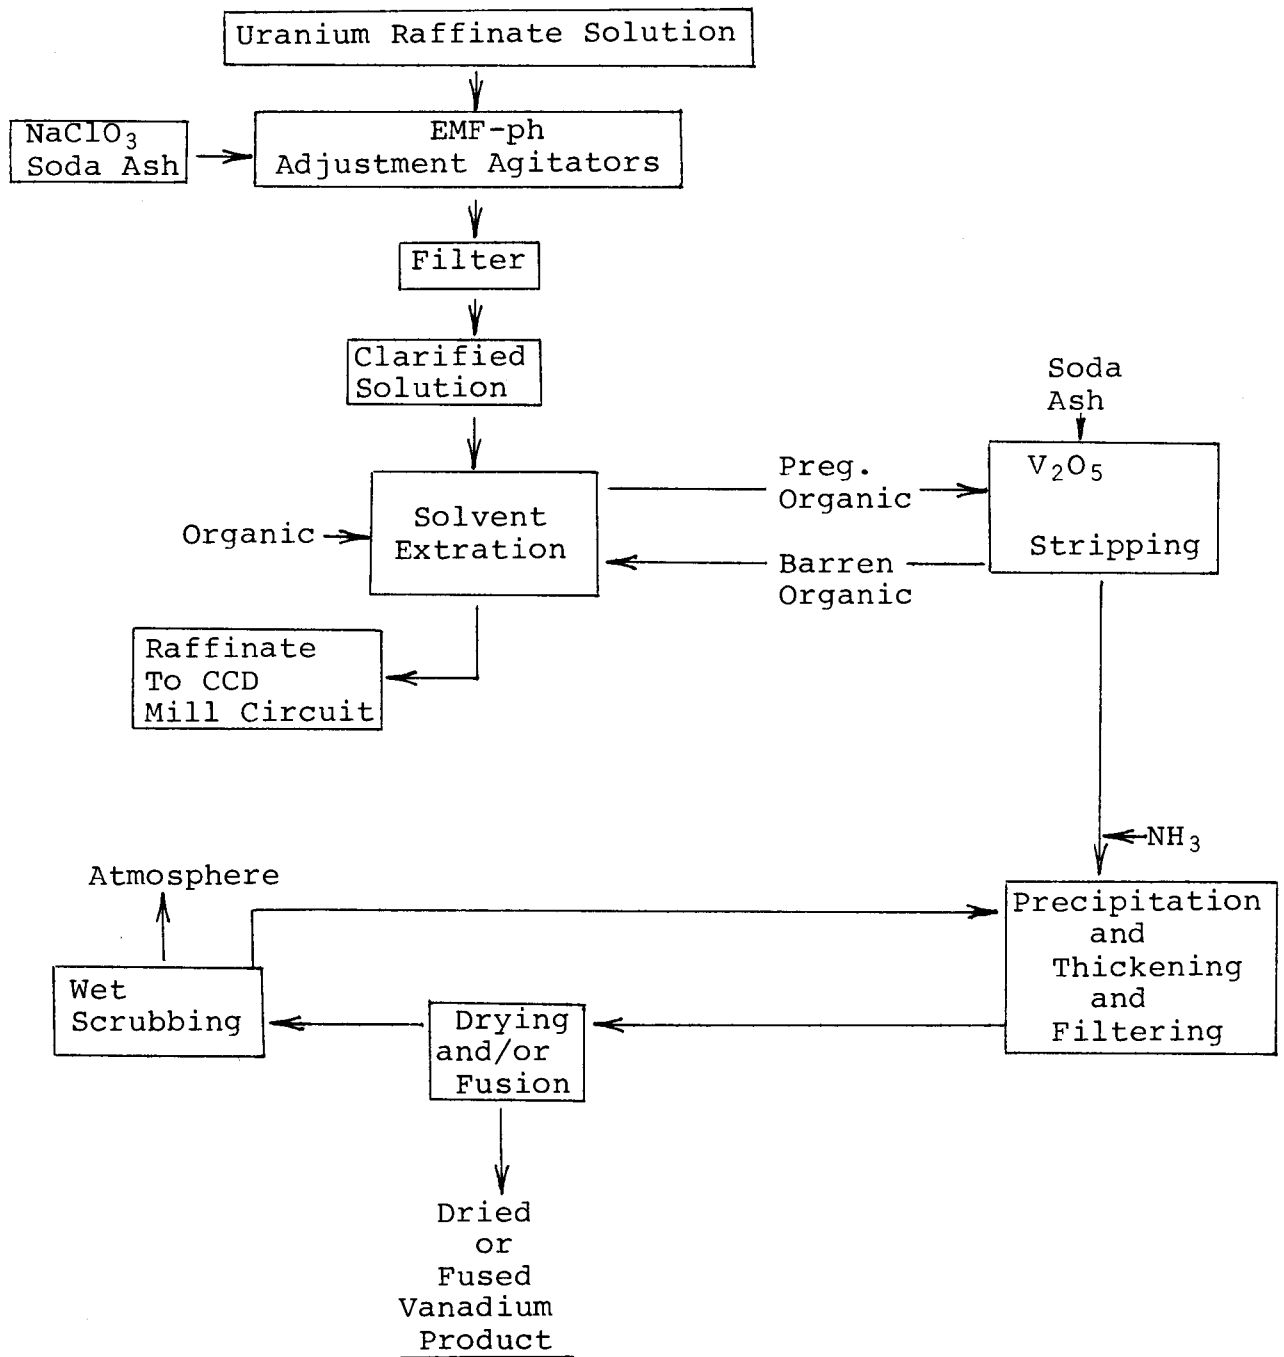 Uranium Raffinate Solution
NaClO₃
Soda Ash
EMF-ph
Adjustment Agitators
Filter
Clarified
Solution
Soda
Ash
V₂O₅
Stripping
Preg.
Organic
Solvent
Extration
Organic
Barren
Organic
Raffinate
To CCD
Mill Circuit
NH₃
Atmosphere
Precipitation
and
Thickening
and
Filtering
Wet
Scrubbing
Drying
and/or
Fusion
Dried
or
Fused
Vanadium
Product